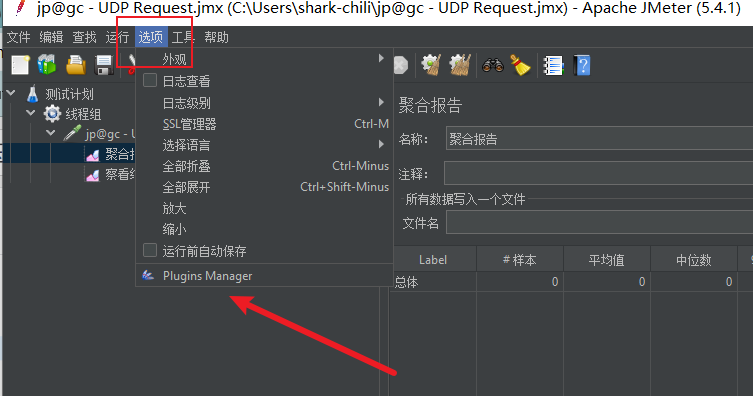 jp@gc - UDP Request.jmx (C:\Users\shark-chili\jp@gc - UDP Request.jmx) - Apache JMeter (5.4.1)
文件 编辑 查找 运行 选项 工具 帮助
外观
日志查看
日志级别
SSL管理器 Ctrl-M
选择语言
全部折叠 Ctrl-Minus
全部展开 Ctrl+Shift-Minus
放大
缩小
运行前自动保存
Plugins Manager
测试计划
线程组
jp@gc - U
聚合
察看
聚合报告
名称: 聚合报告
注释:
所有数据写入一个文件
文件名
Label # 样本 平均值 中位数
总体 0 0 0